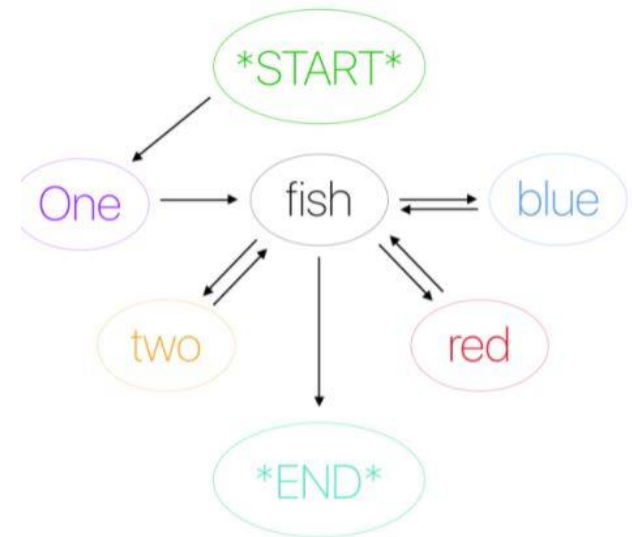 *START*
One
fish
blue
two
red
*END*